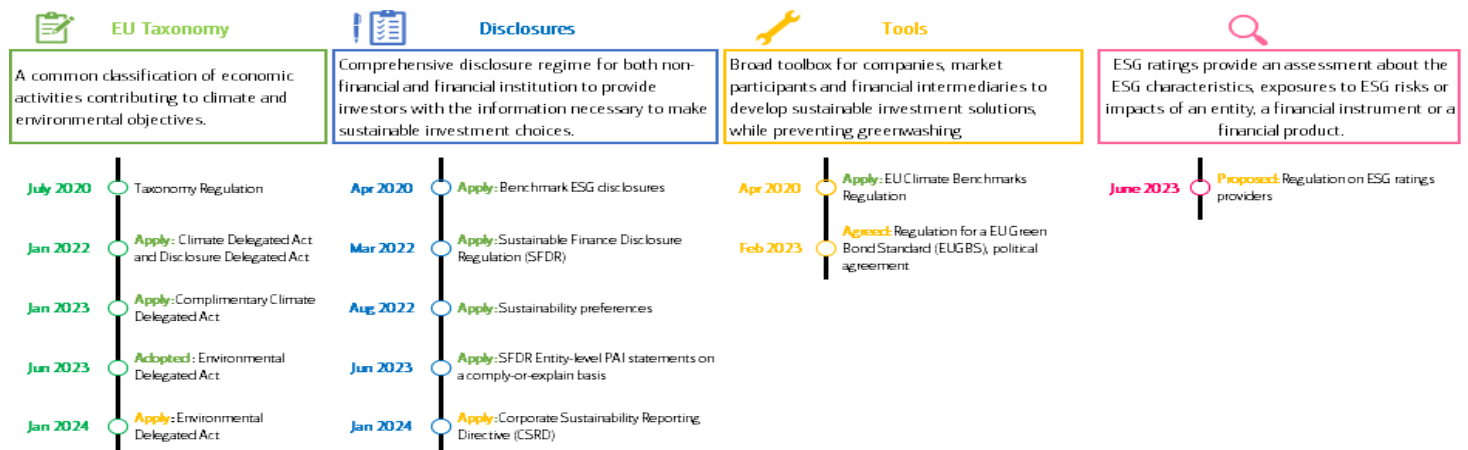 EU Taxonomy
A common classification of economic
activities contributing to climate and
environmental objectives.
July 2020
Taxonomy Regulation
Jan 2022
Apply: Climate Delegated Act
and Disclosure Delegated Act
Jan 2023
Apply:Complimentary Climate
Delegated Act
Jun 2023
Adopted: Environmental
Delegated Act
Jan 2024
Apply:Environmental
Delegated Act
Disclosures
Comprehensive disclosure regime for both non-
financial and financial institution to provide
investors with the information necessary to make
sustainable investment choices.
Apr 2020
Apply:Benchmark ESG disclosures
Mar 2022
Apply:Sustainable Finance Disclosure
Regulation (SFDR)
Aug 2022
Apply:Sustainability preferences
Jun 2023
Apply:SFDR Entity-level PAI statements on
a comply-or-explain basis
Jan 2024
Apply:Corporate Sustainability Reporting
Directive (CSRD)
Tools
Broad toolbox for companies, market
participants and financial intermediaries to
develop sustainable investment solutions,
while preventing greenwashing
Apr 2020
Apply:EU Climate Benchmarks
Regulation
Feb 2023
Agreed:Regulation for a EU Green
Bond Standard (EUGBS), political
agreement
ESG ratings provide an assessment about the
ESG characteristics, exposures to ESG risks or
impacts of an entity, a financial instrument or a
financial product.
June 2023
Proposed:Regulation on ESG ratings
providers